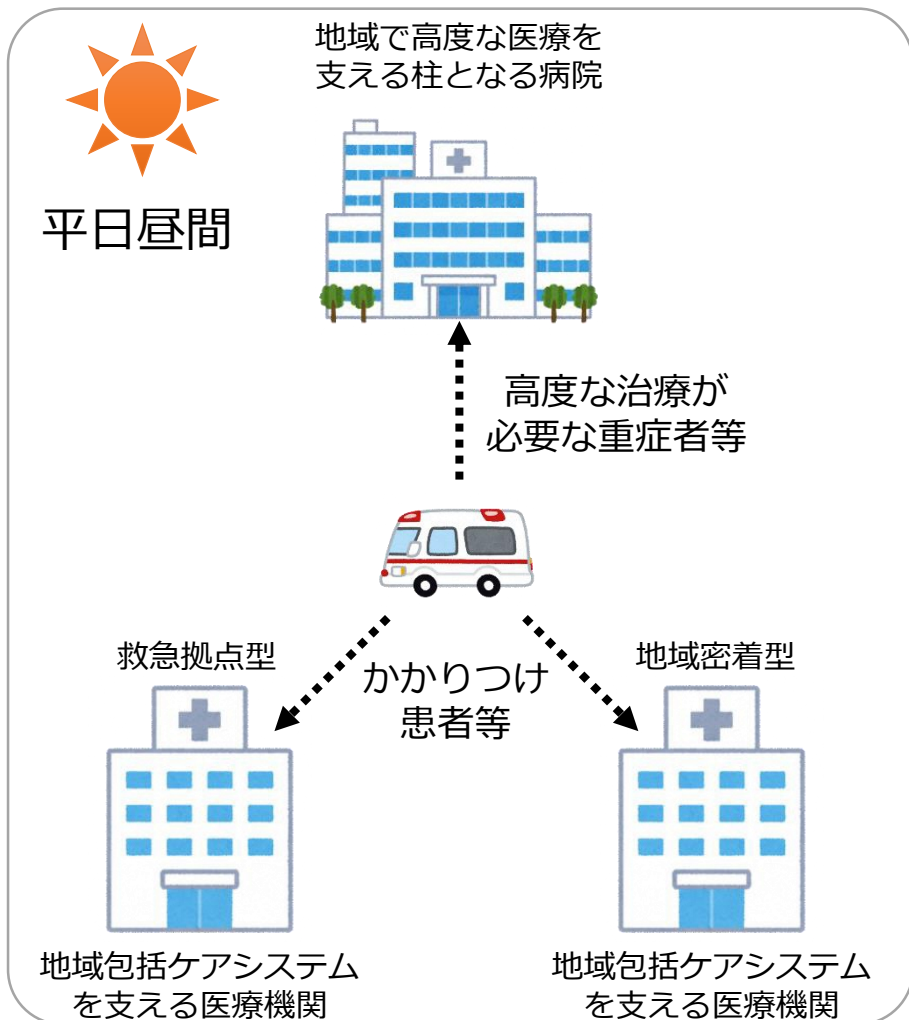 地域で高度な医療を
支える柱となる病院
平日昼間
高度な治療が
必要な重症者等
救急拠点型
地域密着型
かかりつけ
患者等
地域包括ケアシステム
を支える医療機関
地域包括ケアシステム
を支える医療機関